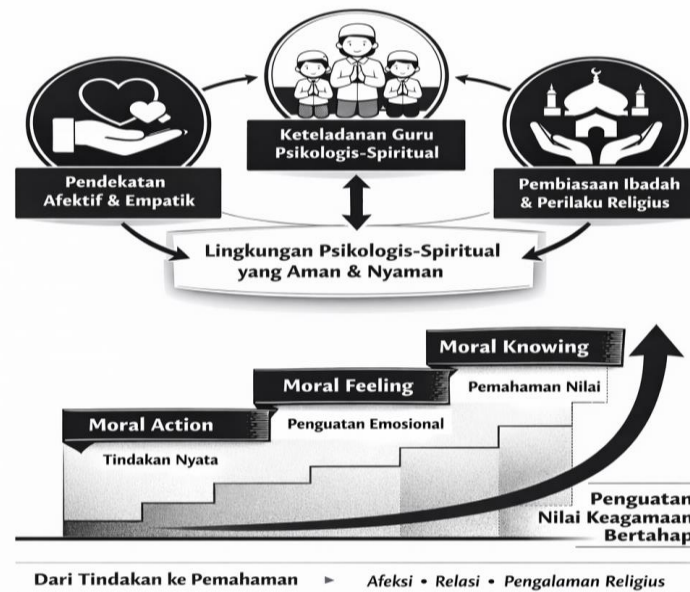 Keteladanan Guru
Psikologis-Spiritual
Pendekatan
Afektif & Empatik
Pembiasaan Ibadah
& Perilaku Religius
Lingkungan Psikologis-Spiritual
yang Aman & Nyaman
Moral Knowing
Pemahaman Nilai
Moral Feeling
Penguatan Emosional
Moral Action
Tindakan Nyata
Penguatan
Nilai Keagamaan
Bertahap
Dari Tindakan ke Pemahaman ► Afeksi • Relasi • Pengalaman Religius